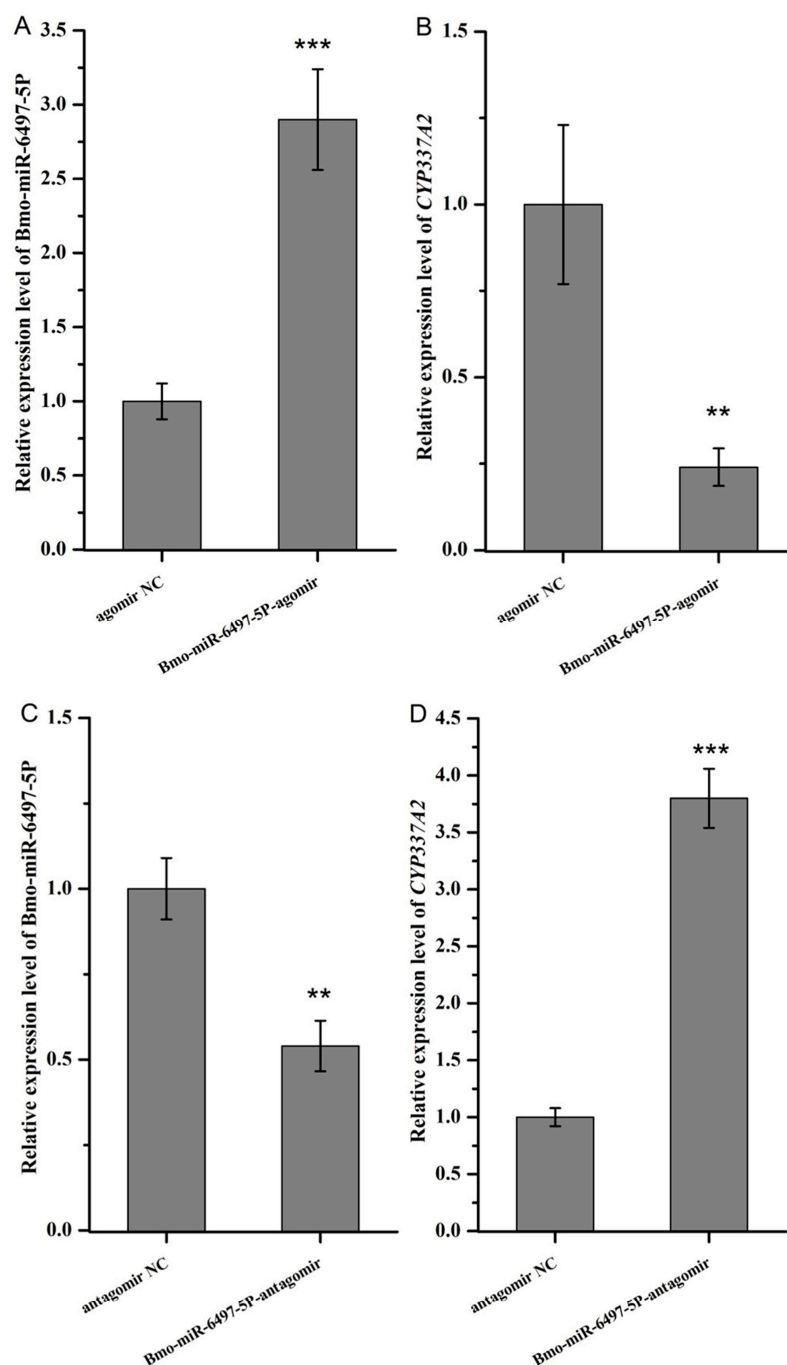 A
Relative expression level of Bmo-miR-6497-5P
3.5
3.0
2.5
2.0
1.5
1.0
0.5
0.0
***
agomir NC
Bmo-miR-6497-5P-agomir
B
Relative expression level of CYP337A2
1.5
1.0
0.5
0.0
**
agomir NC
Bmo-miR-6497-5P-agomir
C
Relative expression level of Bmo-miR-6497-5P
1.5
1.0
0.5
0.0
**
antagomir NC
Bmo-miR-6497-5P-antagomir
D
Relative expression level of CYP337A2
4.5
4.0
3.5
3.0
2.5
2.0
1.5
1.0
0.5
0.0
***
antagomir NC
Bmo-miR-6497-5P-antagomir